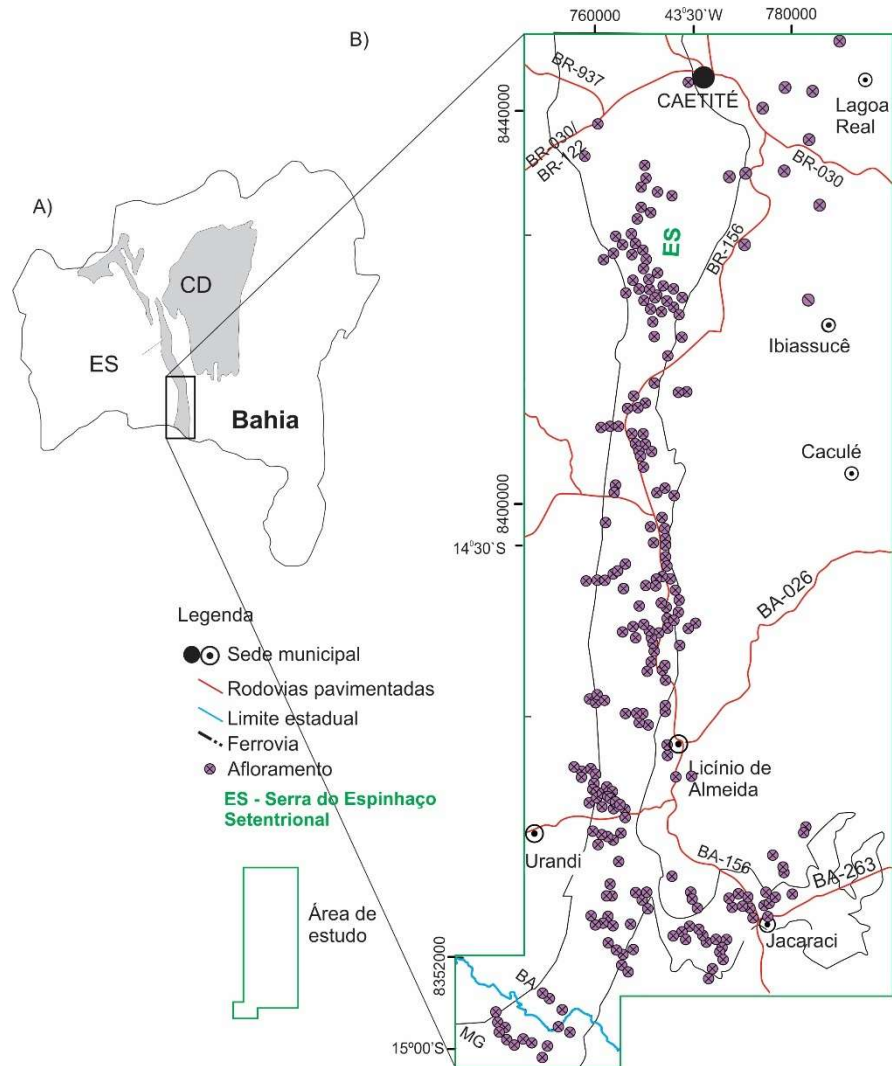 B)
760000
43°30`W
780000
BR-937
CAETITÉ
Lagoa
Real
8440000
BR-030/
BR-122
BR-030
A)
ES
BR-156
CD
ES
Ibiassucê
Bahia
Caculé
8400000
14°30`S
BA-026
Legenda
Sede municipal
Rodovias pavimentadas
Limite estadual
Ferrovia
Afloramento
ES - Serra do Espinhaço
Setentrional
Licínio de
Almeida
Urandi
BA-156
BA-263
Área de
estudo
Jacaraci
8352000
BA
MG
15°00'S